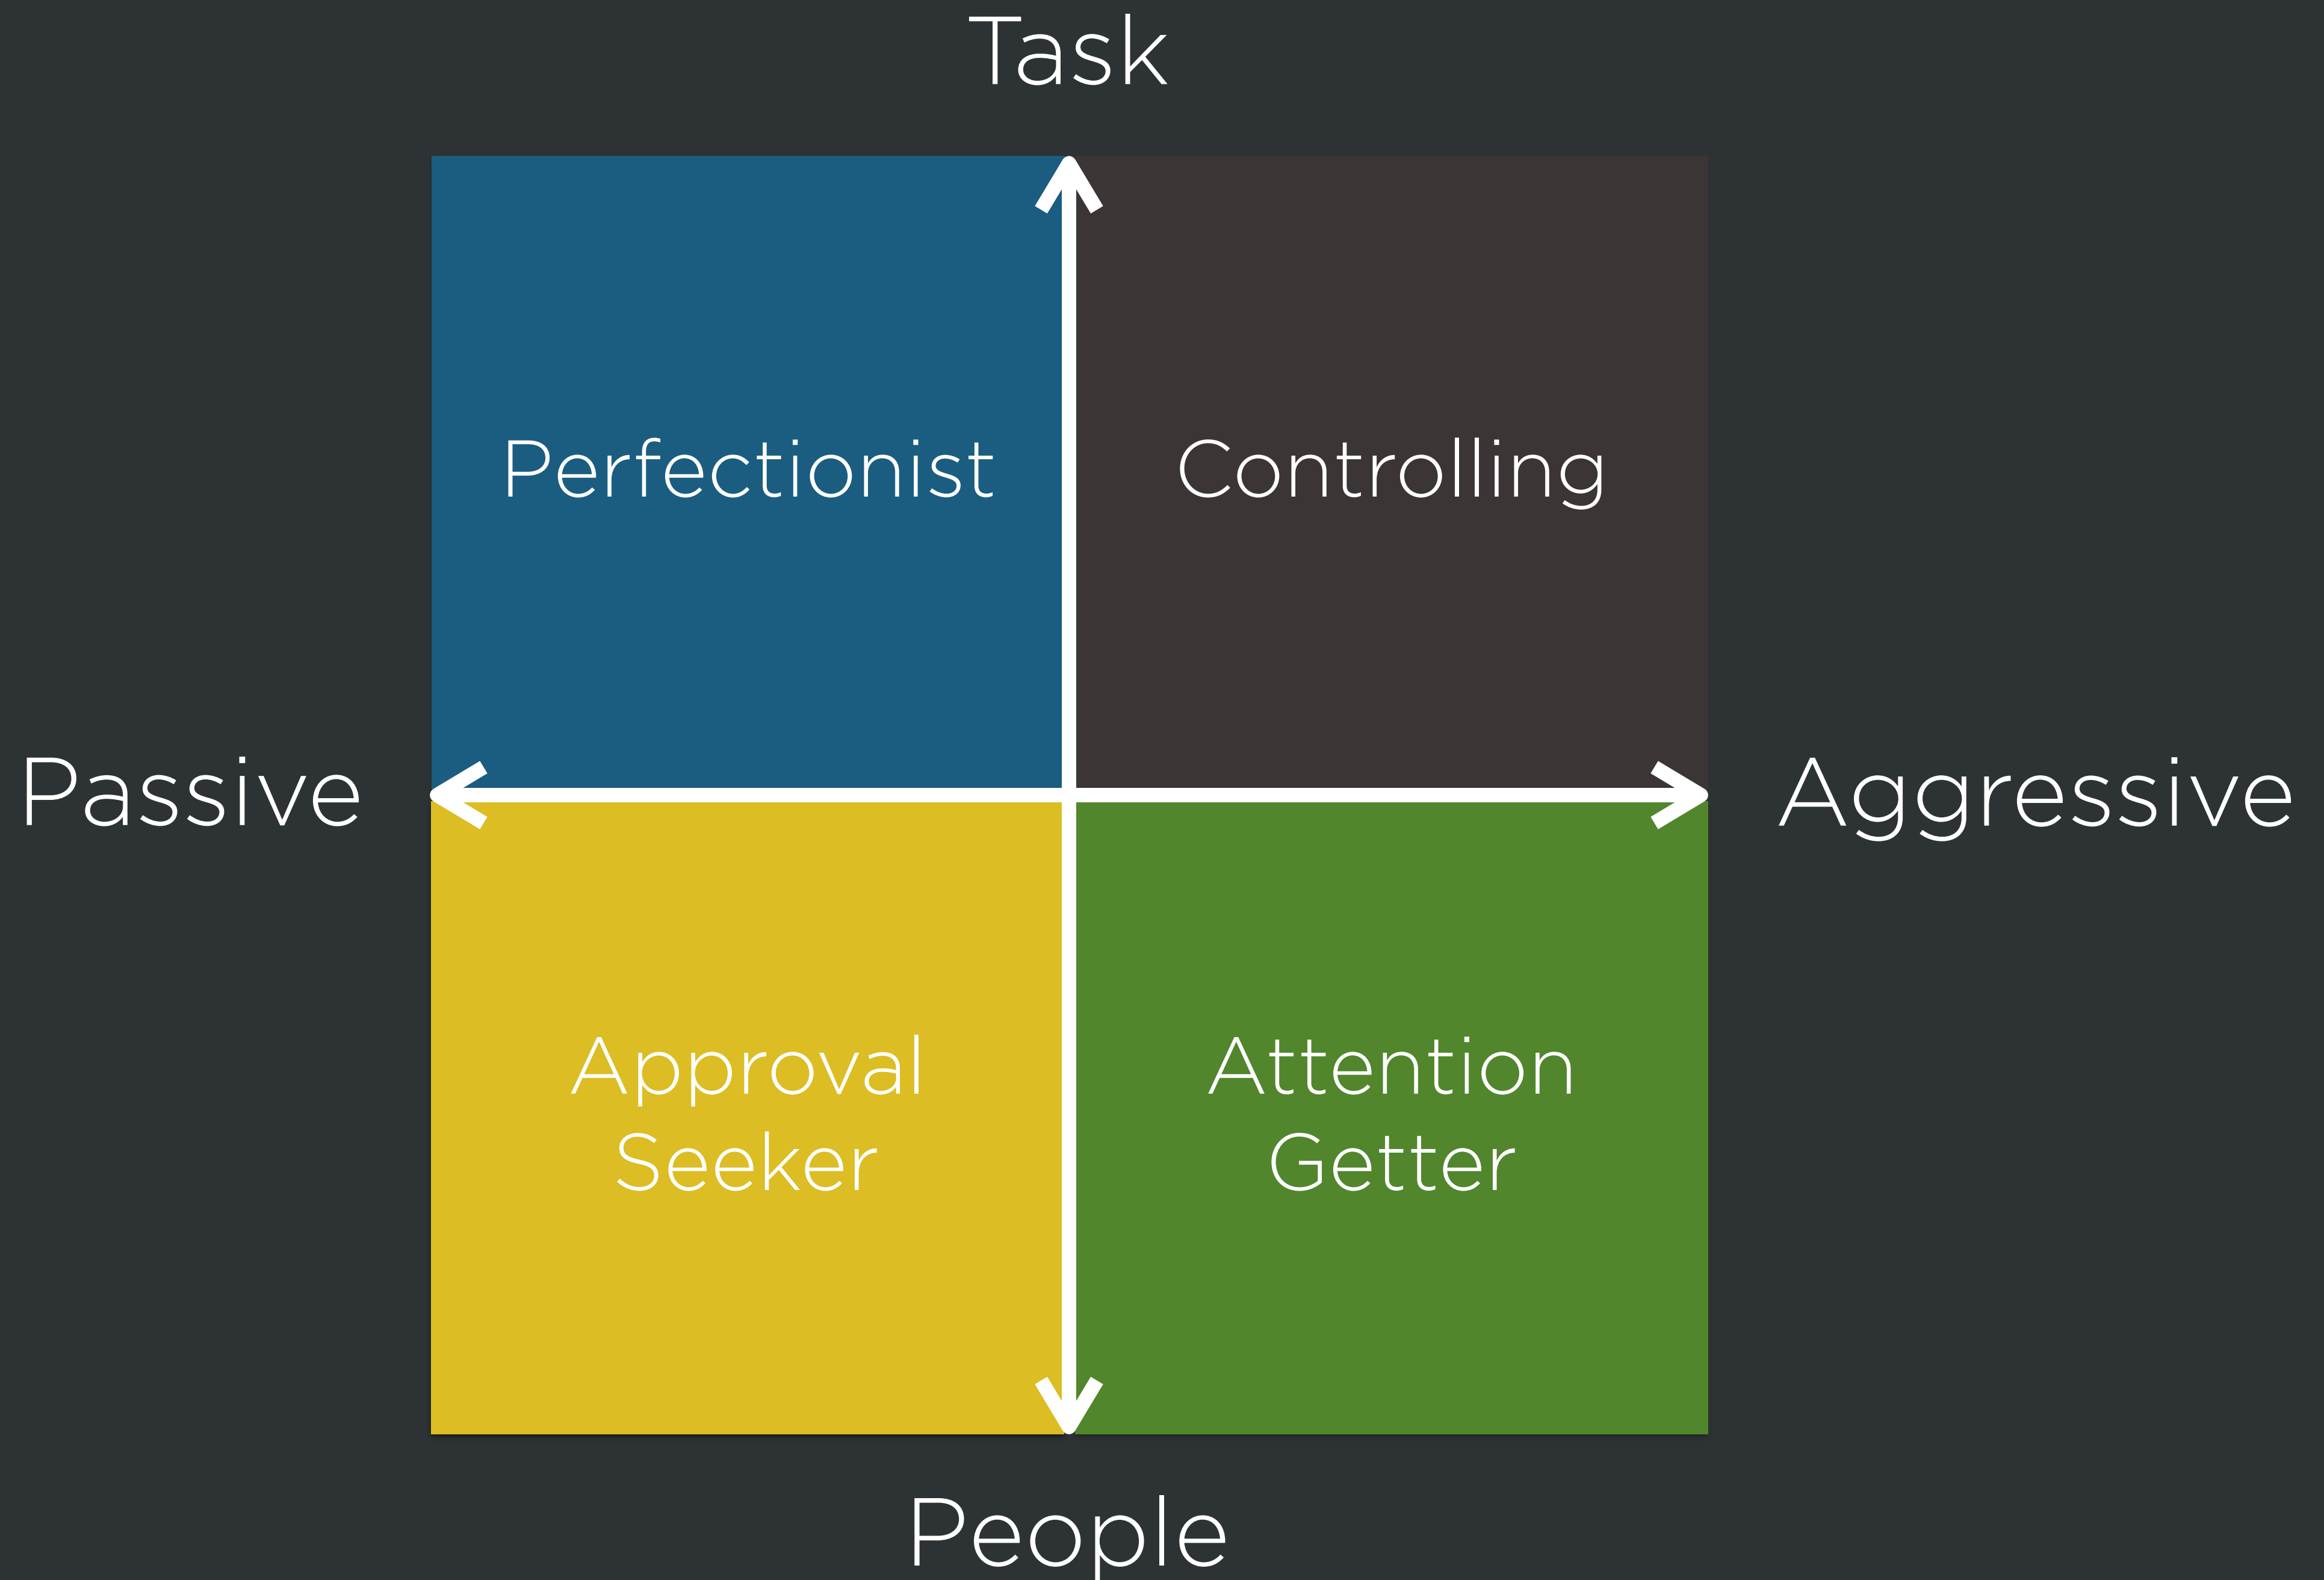 Task
Perfectionist
Controlling
Passive
Aggressive
Approval
Seeker
Attention
Getter
People